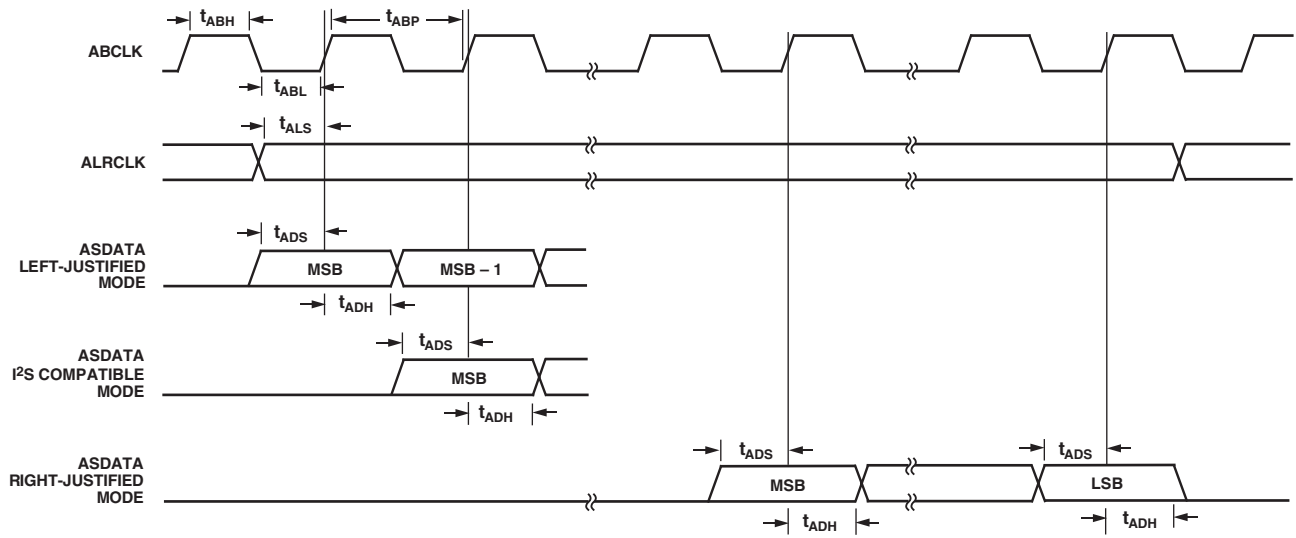 tABH
tABP
ABCLK
tABL
tALS
ALRCLK
tADS
ASDATA
LEFT-JUSTIFIED
MODE
MSB
MSB – 1
tADH
ASDATA
I²S COMPATIBLE
MODE
tADS
MSB
tADH
ASDATA
RIGHT-JUSTIFIED
MODE
tADS
tADS
MSB
LSB
tADH
tADH